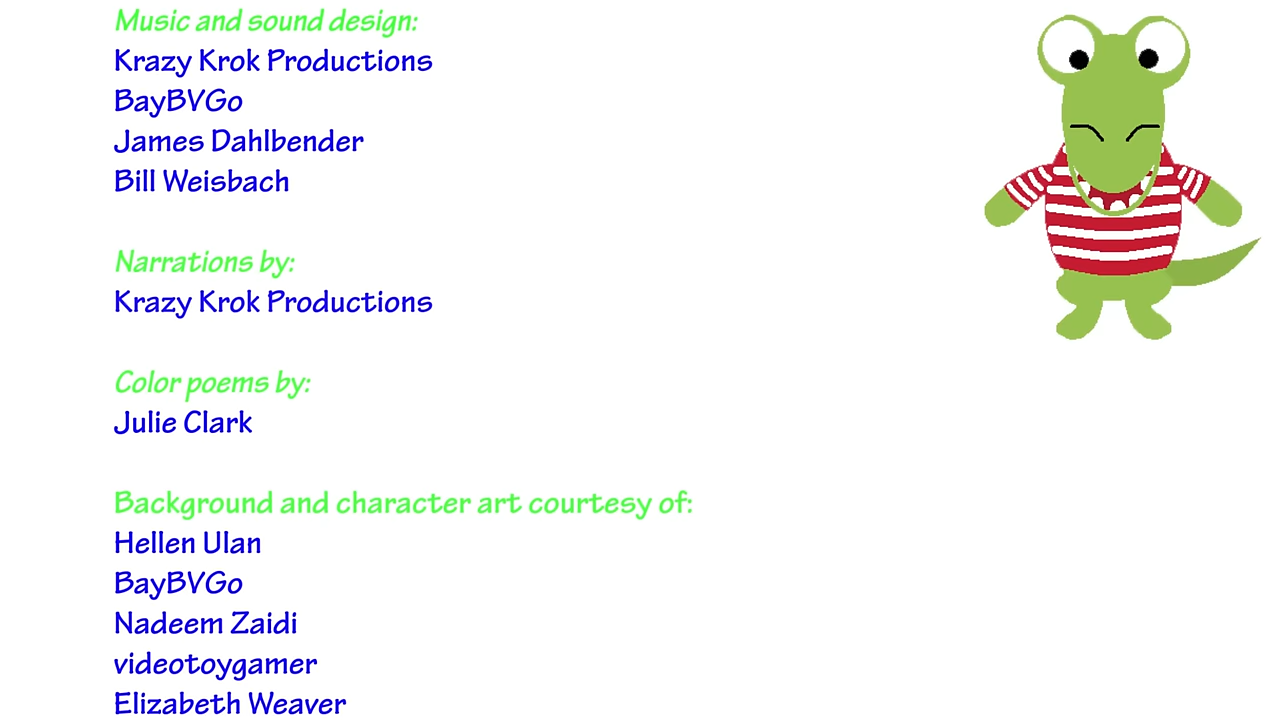 Music and sound design:
Krazy Krok Productions
BayBVGo
James Dahlbender
Bill Weisbach
Narrations by:
Krazy Krok Productions
Color poems by:
Julie Clark
Background and character art courtesy of:
Hellen Ulan
BayBVGo
Nadeem Zaidi
videotoygamer
Elizabeth Weaver